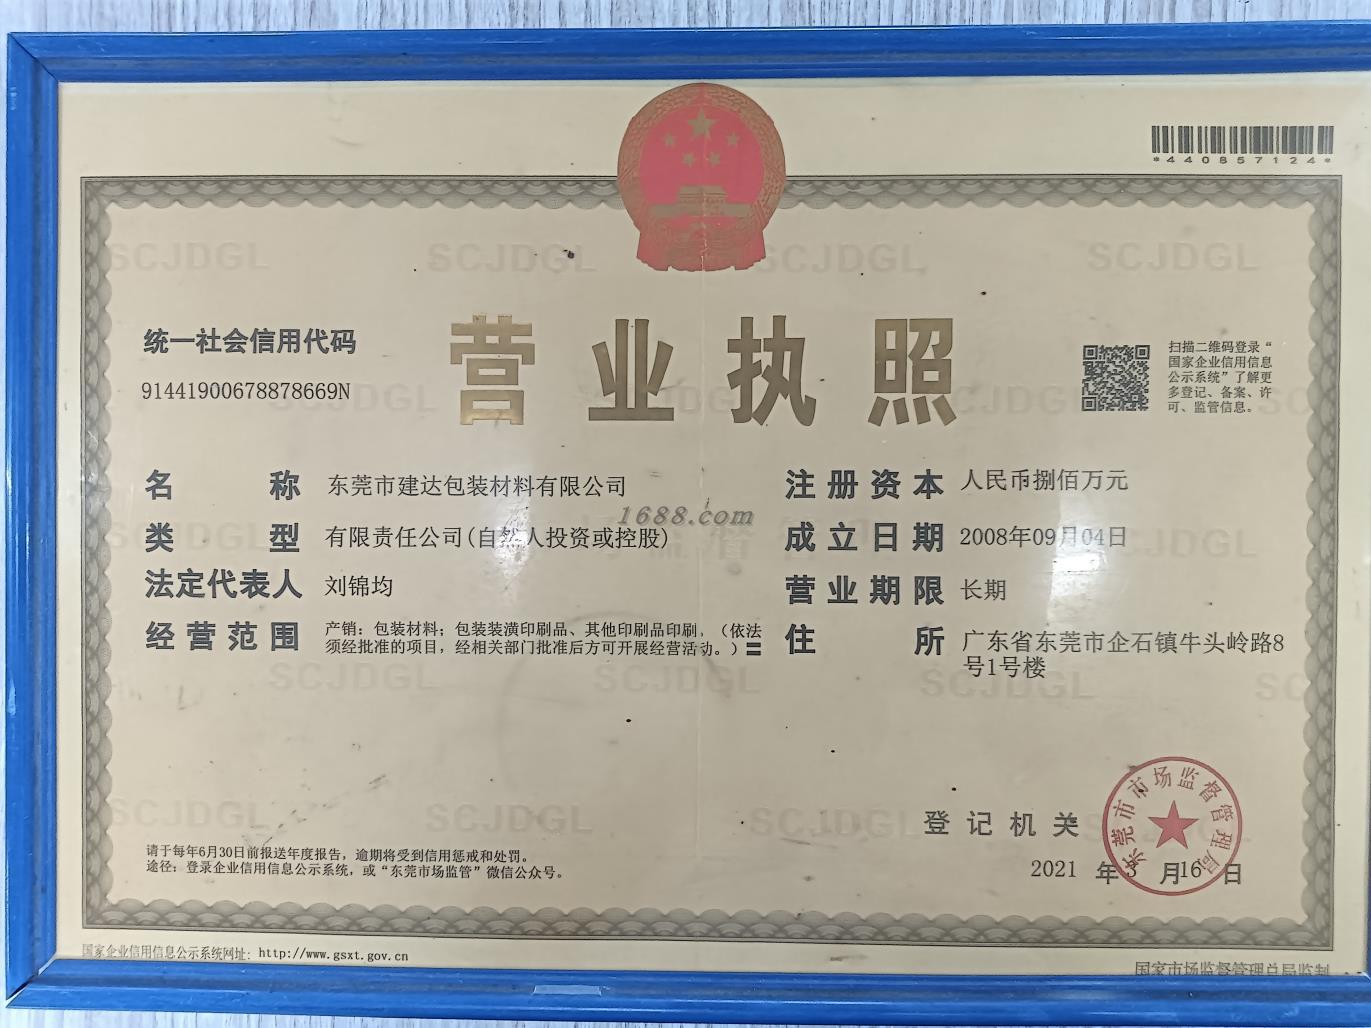 *440857124*
统一社会信用代码
91441900678878669N
营业执照
扫描二维码登录“
国家企业信用信息
公示系统”了解更
多登记、备案、许
可、监管信息。
名称 东莞市建达包装材料有限公司
类型 有限责任公司(自然人投资或控股)
法定代表人 刘锦均
经营范围 产销：包装材料；包装装潢印刷品、其他印刷品印刷。（依法
须经批准的项目，经相关部门批准后方可开展经营活动。）
注册资本 人民币捌佰万元
成立日期 2008年09月04日
营业期限 长期
住所 广东省东莞市企石镇牛头岭路8
号1号楼
1688.com
登记机关
东莞市市场监督管理局
2021 年 3 月 16 日
请于每年6月30日前报送年度报告，逾期将受到信用惩戒和处罚。
途径：登录企业信用信息公示系统，或“东莞市场监管”微信公众号。
国家企业信用信息公示系统网址: http://www.gsxt.gov.cn
国家市场监督管理总局监制
SCJDGL